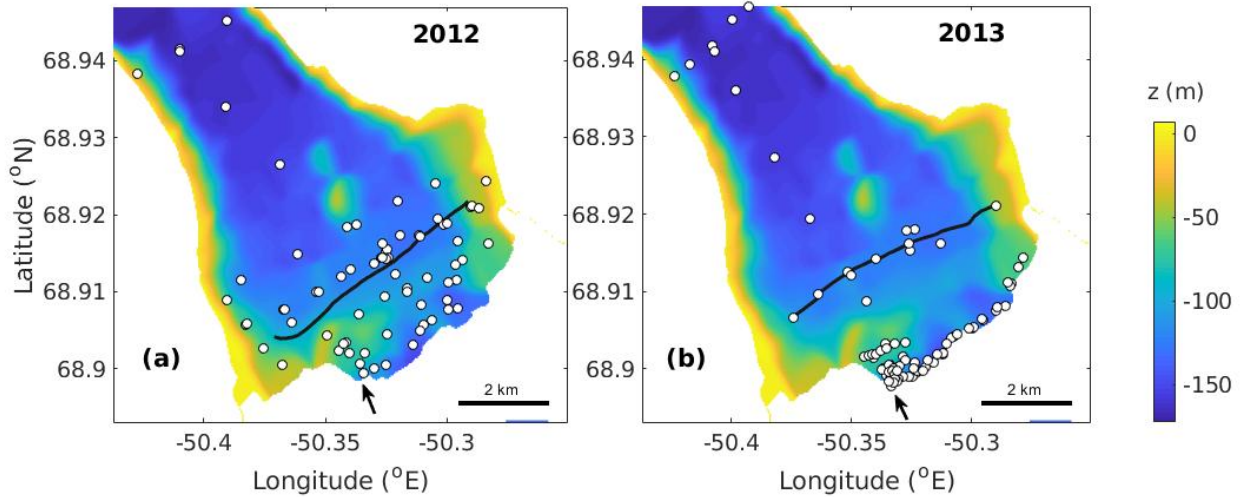 2012
2013
68.94
68.93
68.92
68.91
68.9
Latitude (°N)
(a)
2 km
-50.4
-50.35
-50.3
Longitude (°E)
68.94
68.93
68.92
68.91
68.9
(b)
2 km
-50.4
-50.35
-50.3
Longitude (°E)
z (m)
0
-50
-100
-150